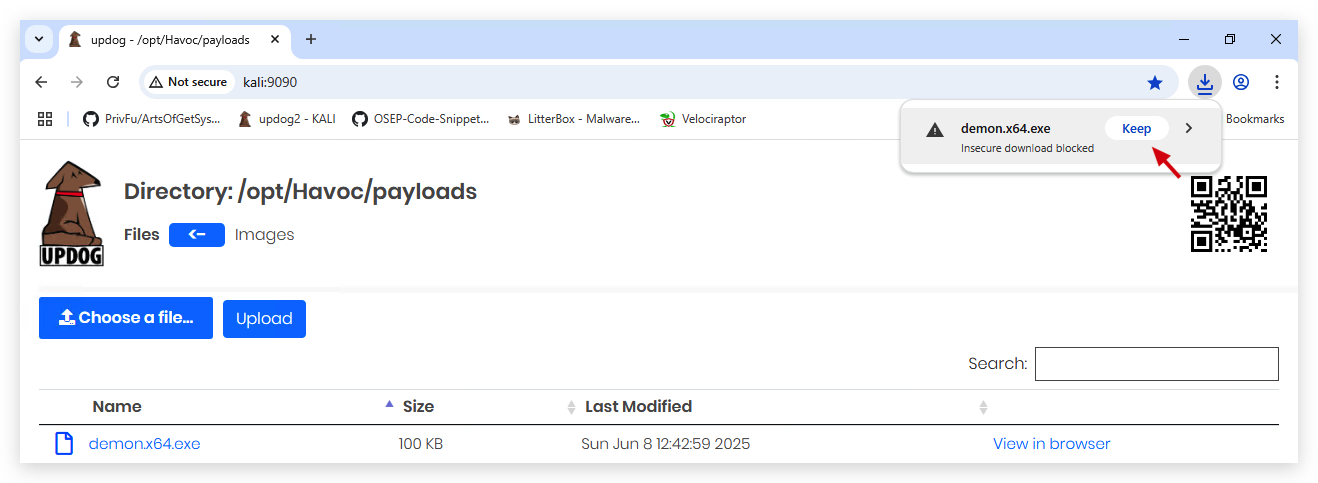 updog - /opt/Havoc/payloads
Not secure kali:9090
PrivFu/ArtsOfGetSys... updog2 - KALI OSEP-Code-Snippet... LitterBox - Malware... Velociraptor Bookmarks
demon.x64.exe Keep
Insecure download blocked
Directory: /opt/Havoc/payloads
Files Images
UPDOG
Choose a file... Upload
Search:
Name Size Last Modified
demon.x64.exe 100 KB Sun Jun 8 12:42:59 2025 View in browser